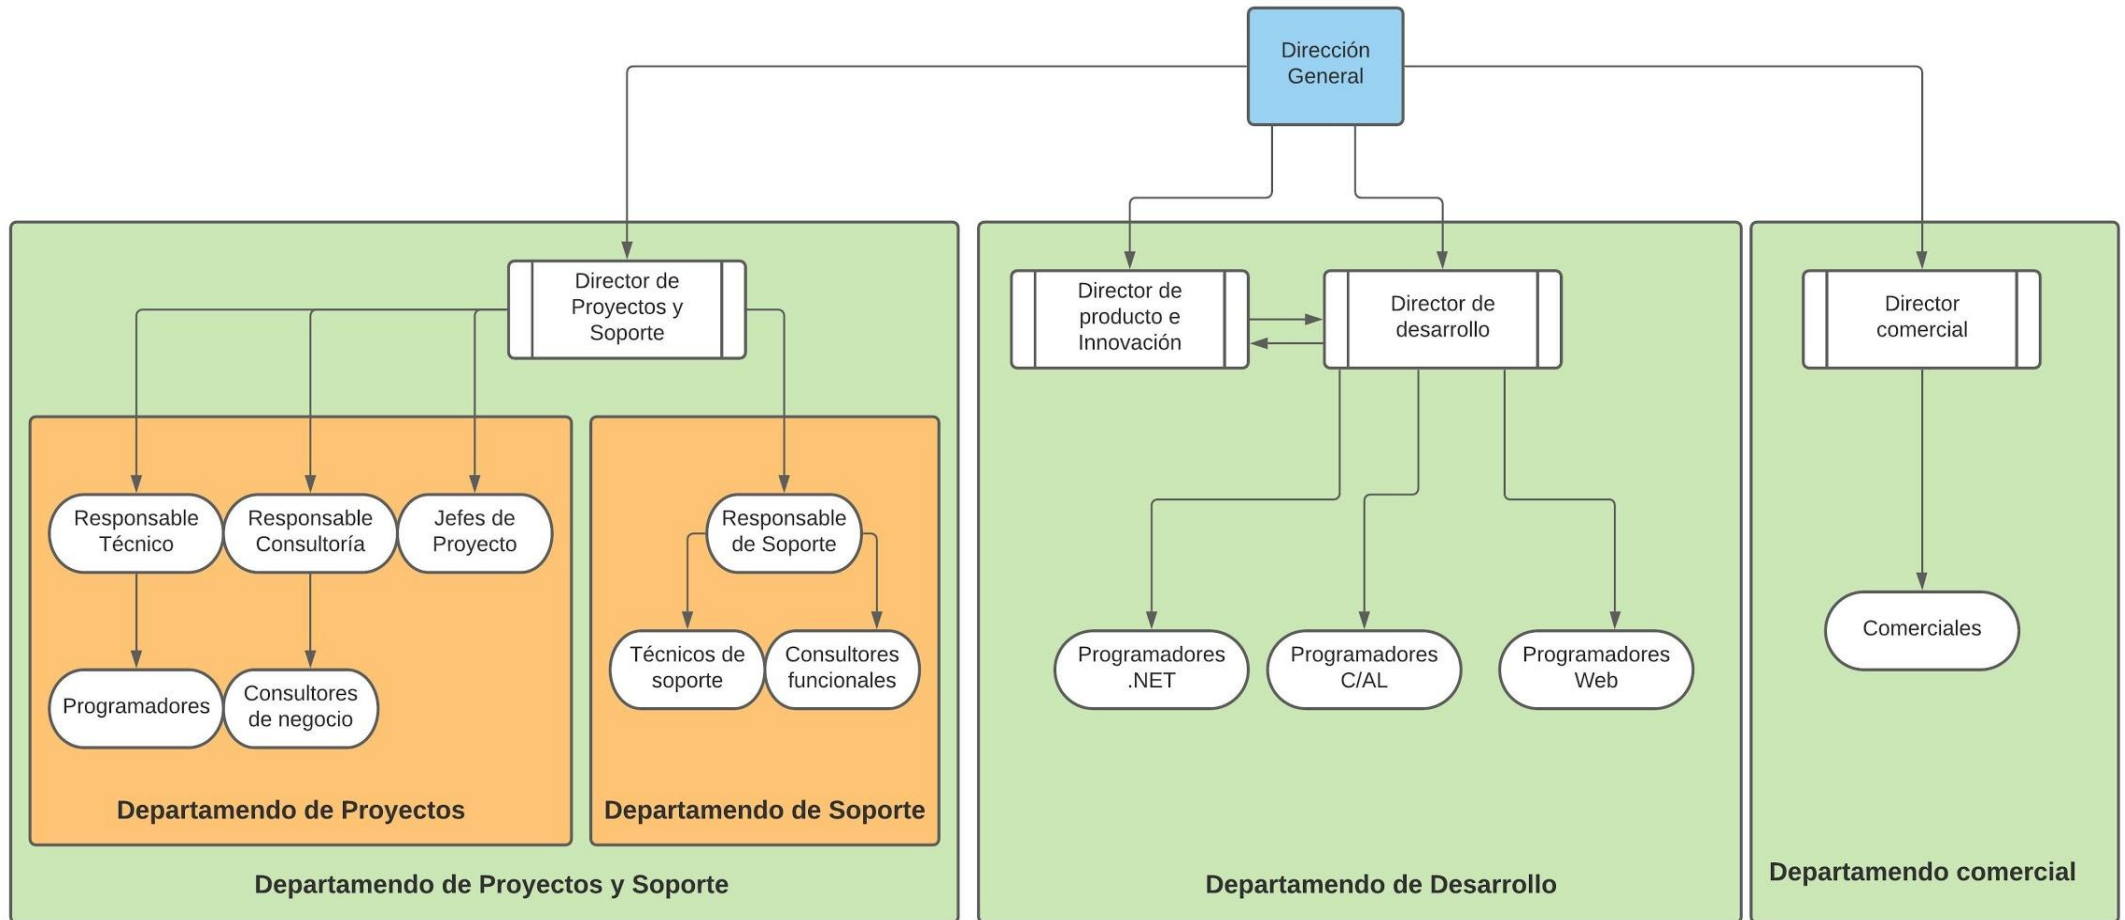 Dirección
General
Director de
Proyectos y
Soporte
Director de
producto e
Innovación
Director de
desarrollo
Director
comercial
Responsable
Técnico
Responsable
Consultoría
Jefes de
Proyecto
Responsable
de Soporte
Programadores
Consultores
de negocio
Técnicos de
soporte
Consultores
funcionales
Programadores
.NET
Programadores
C/AL
Programadores
Web
Comerciales
Departamendo de Proyectos
Departamendo de Soporte
Departamendo de Proyectos y Soporte
Departamendo de Desarrollo
Departamendo comercial